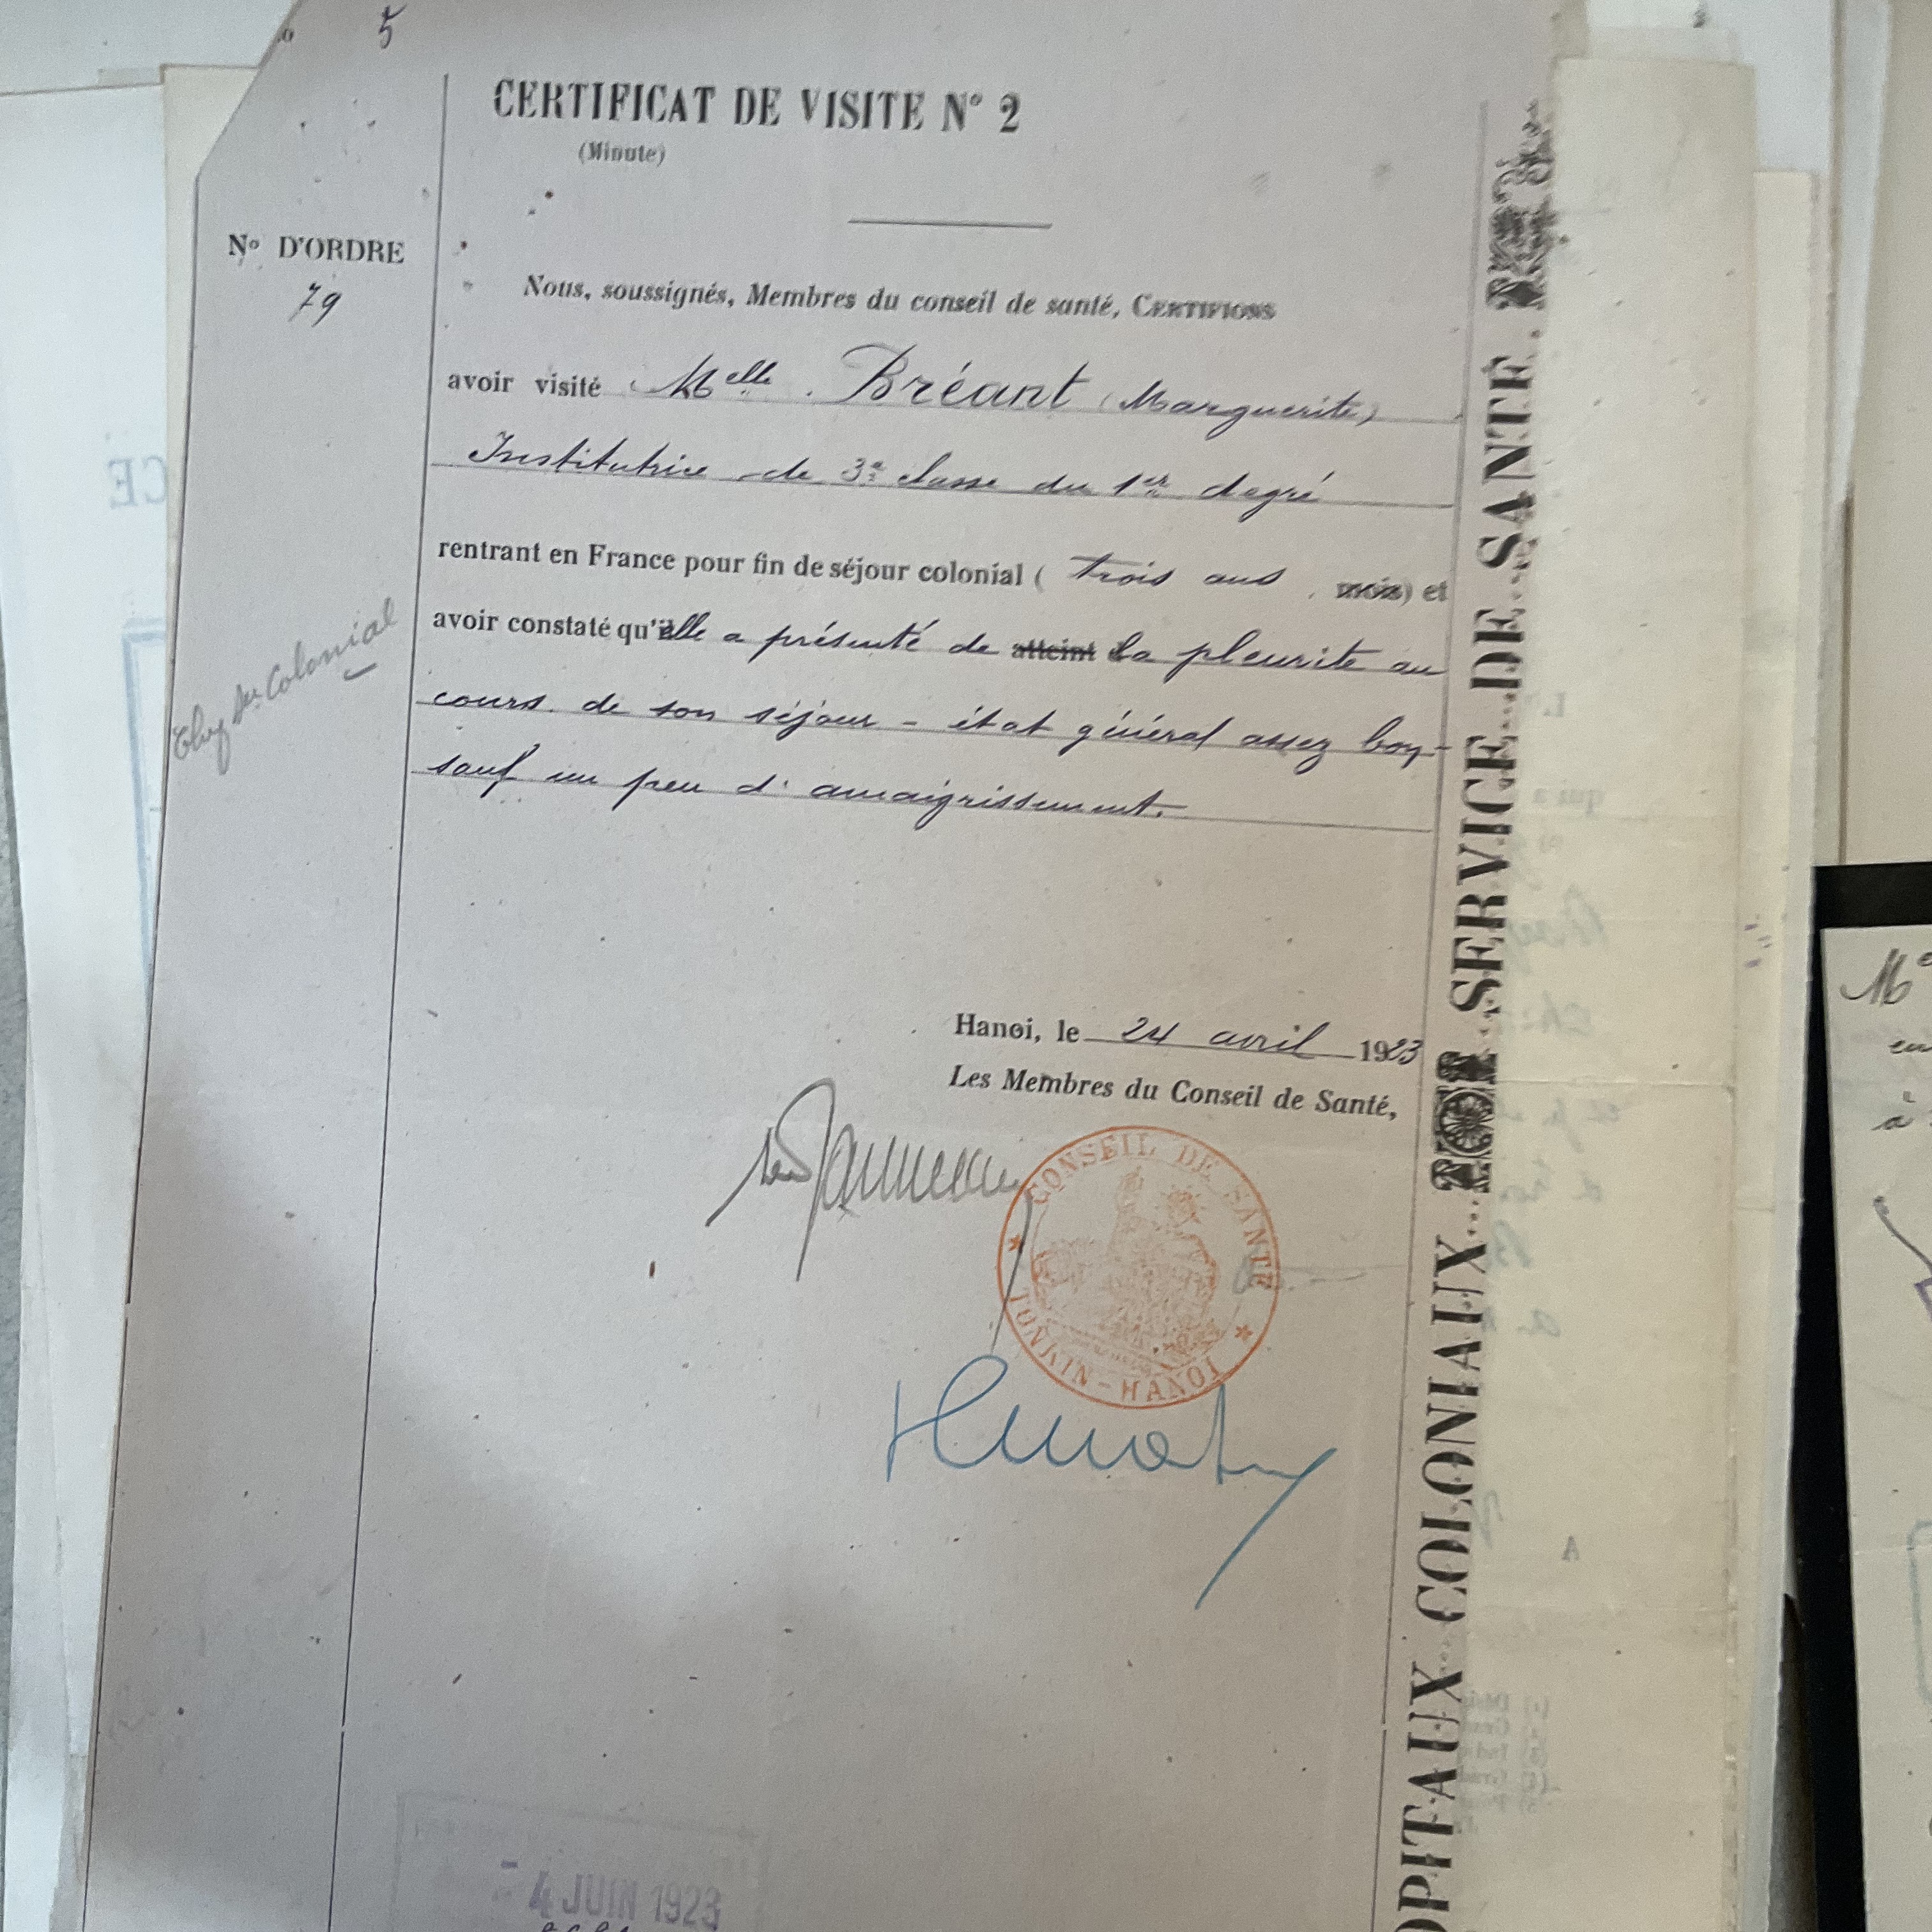 5
CERTIFICAT DE VISITE N° 2
(Minute)
N° D'ORDRE
79
Nous, soussignés, Membres du conseil de santé, CERTIFIONS
avoir visité Melle Bréant (Marguerite)
Institutrice de 3e classe du 1er degré
rentrant en France pour fin de séjour colonial ( trois ans mois) et
avoir constaté qu'elle a présenté de atteint la pleurite au
cours de son séjour - état général assez bon -
sauf un peu d'amaigrissement.
Colonial
Hanoi, le 24 avril 1923
Les Membres du Conseil de Santé,
CONSEIL DE SANTÉ
TONKIN - HANOI
4 JUIN 1923
OPITAUX COLONIAUX SERVICE DE SANTÉ